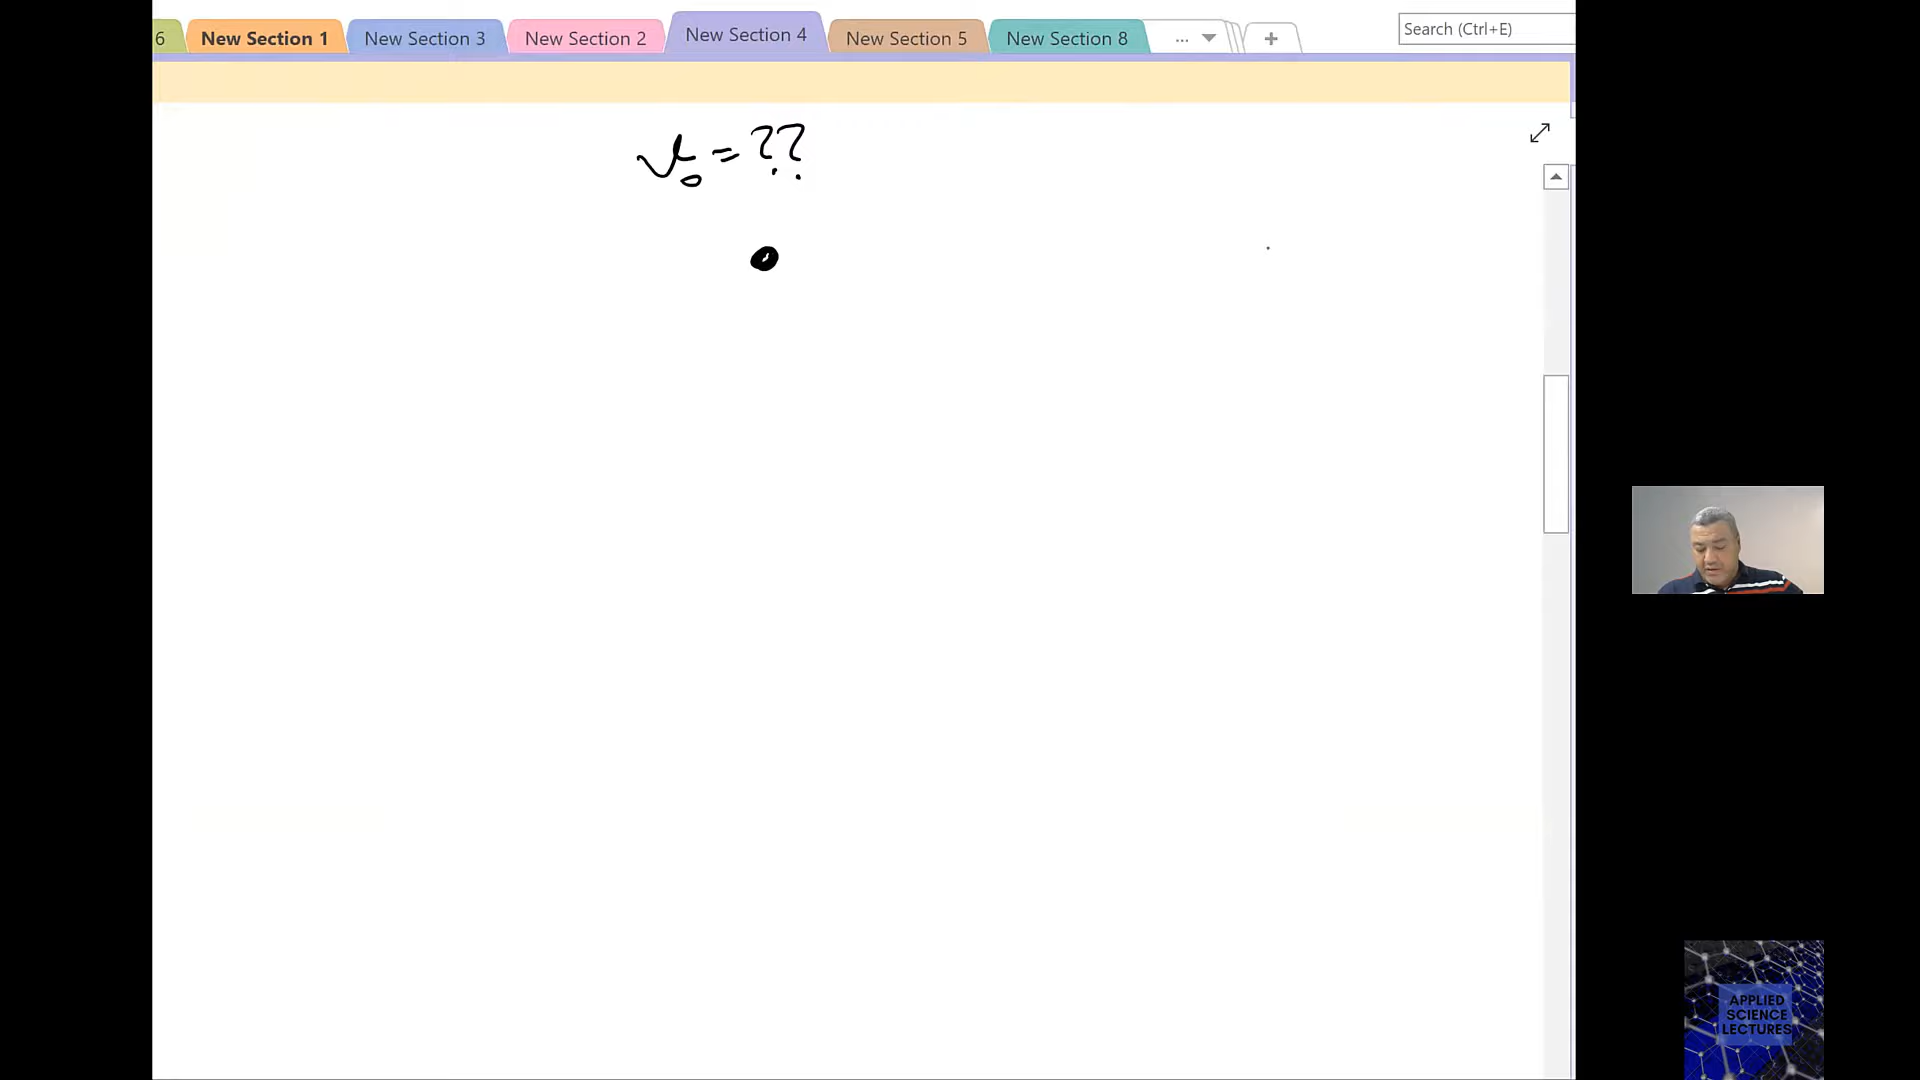 6 New Section 1 New Section 3 New Section 2 New Section 4 New Section 5 New Section 8 ... + Search (Ctrl+E)
v₀ = ??
APPLIED
SCIENCE
LECTURES